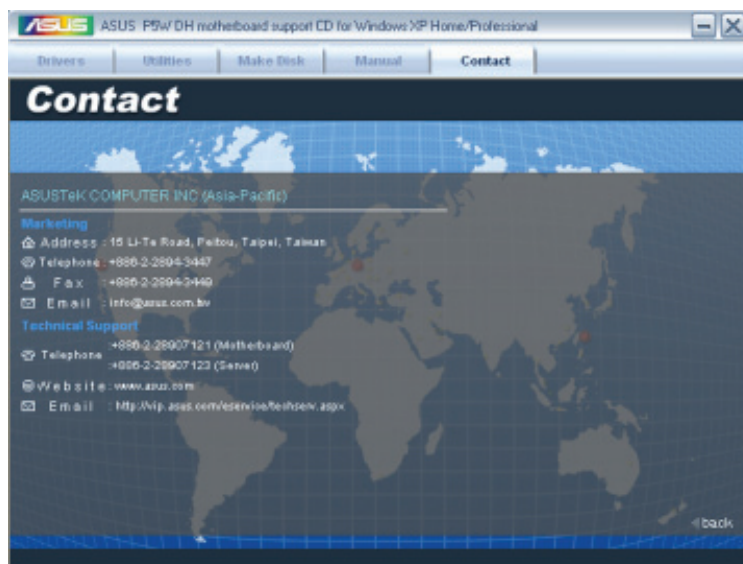 ASUS P5W DH motherboard support CD for Windows XP Home/Professional
Drivers Utilities Make Disk Manual Contact
Contact
ASUSTeK COMPUTER INC (Asia-Pacific)
Marketing
Address : 15 Li-Te Road, Peitou, Taipei, Taiwan
Telephone : +886-2-2894-3447
Fax : +886-2-2894-3449
Email : info@asus.com.tw
Technical Support
Telephone
:+886-2-28907121 (Motherboard)
:+886-2-28907123 (Server)
Website : www.asus.com
Email : http://vip.asus.com/eservice/techserv.aspx
back